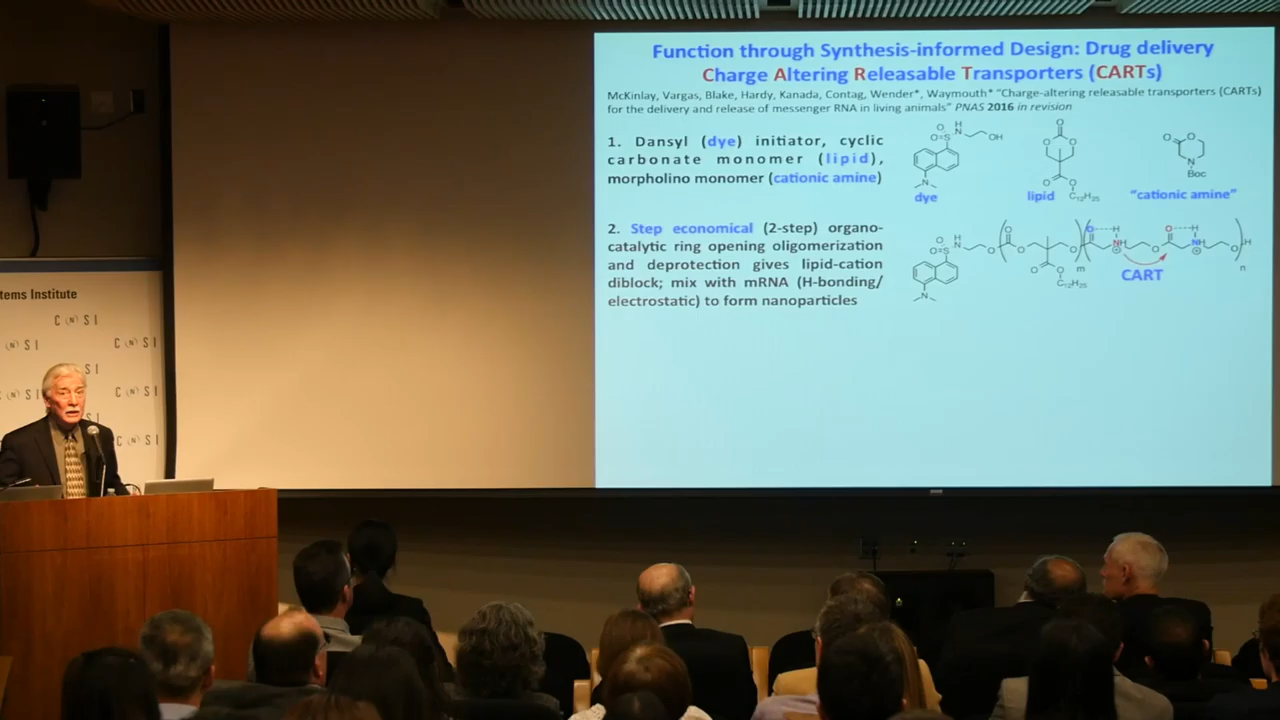 Function through Synthesis-informed Design: Drug delivery
Charge Altering Releasable Transporters (CARTs)
McKinlay, Vargas, Blake, Hardy, Kanada, Contag, Wender*, Waymouth* "Charge-altering releasable transporters (CARTs)
for the delivery and release of messenger RNA in living animals" PNAS 2016 in revision
1. Dansyl (dye) initiator, cyclic
carbonate monomer (lipid),
morpholino monomer (cationic amine)
dye
lipid
"cationic amine"
Boc
C12H25
OH
2. Step economical (2-step) organo-
catalytic ring opening oligomerization
and deprotection gives lipid-cation
diblock; mix with mRNA (H-bonding/
electrostatic) to form nanoparticles
CART
C12H25
m
n
tems Institute
C (N) S I
(N) S I
C (N) S I
S I
(N) S I
C (N) S I
S I
C (N) S I